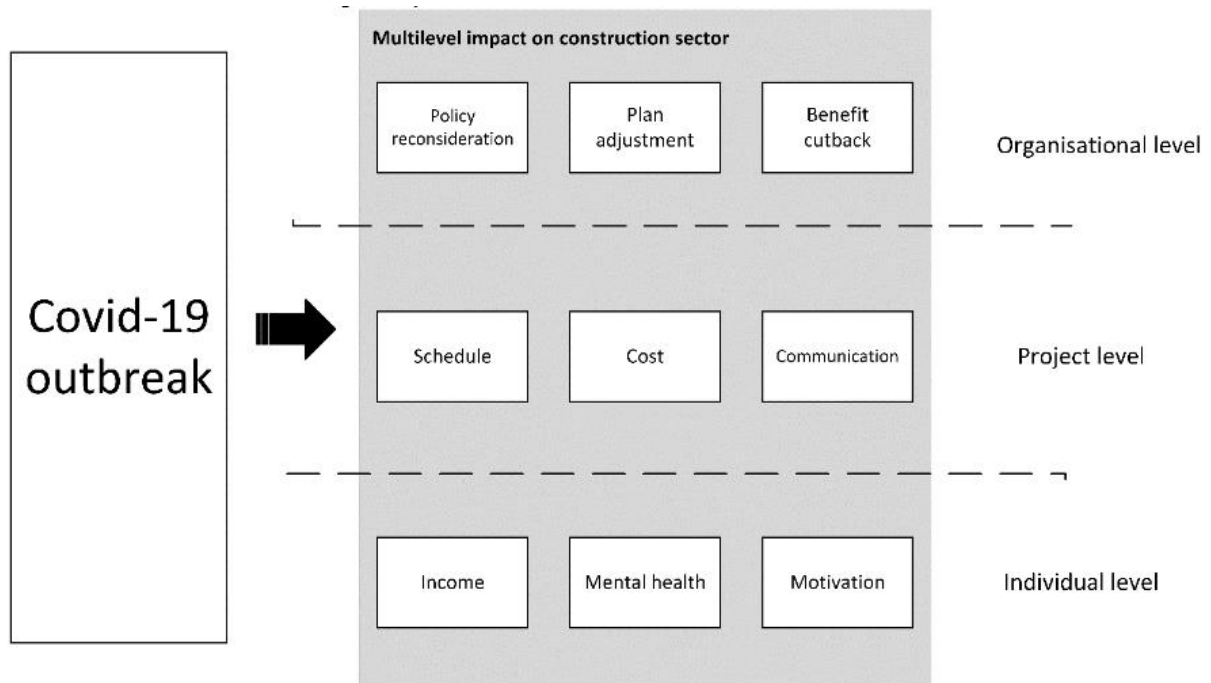 Multilevel impact on construction sector
Policy
reconsideration
Plan
adjustment
Benefit
cutback
Organisational level
Covid-19
outbreak
Schedule
Cost
Communication
Project level
Income
Mental health
Motivation
Individual level